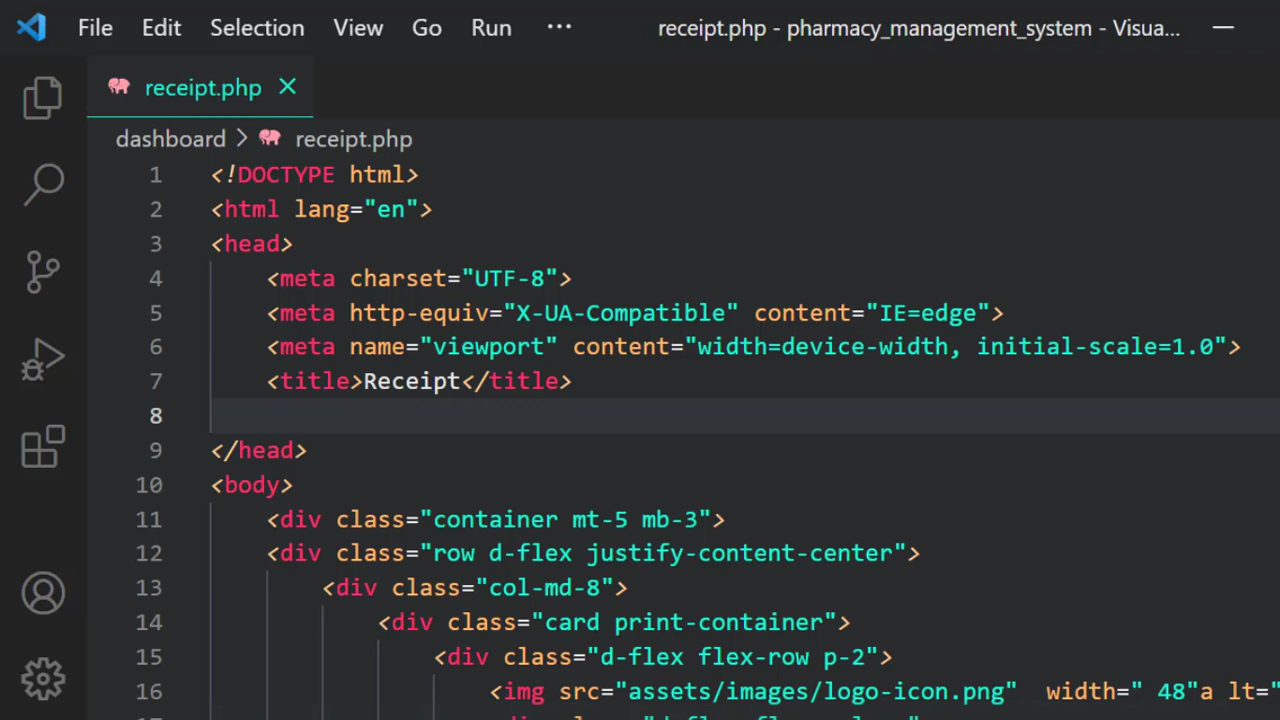 File Edit Selection View Go Run ··· receipt.php - pharmacy_management_system - Visua...
receipt.php
dashboard > receipt.php
1 <!DOCTYPE html>
2 <html lang="en">
3 <head>
4 <meta charset="UTF-8">
5 <meta http-equiv="X-UA-Compatible" content="IE=edge">
6 <meta name="viewport" content="width=device-width, initial-scale=1.0">
7 <title>Receipt</title>
8
9 </head>
10 <body>
11 <div class="container mt-5 mb-3">
12 <div class="row d-flex justify-content-center">
13 <div class="col-md-8">
14 <div class="card print-container">
15 <div class="d-flex flex-row p-2">
16 <img src="assets/images/logo-icon.png" width=" 48"a lt="